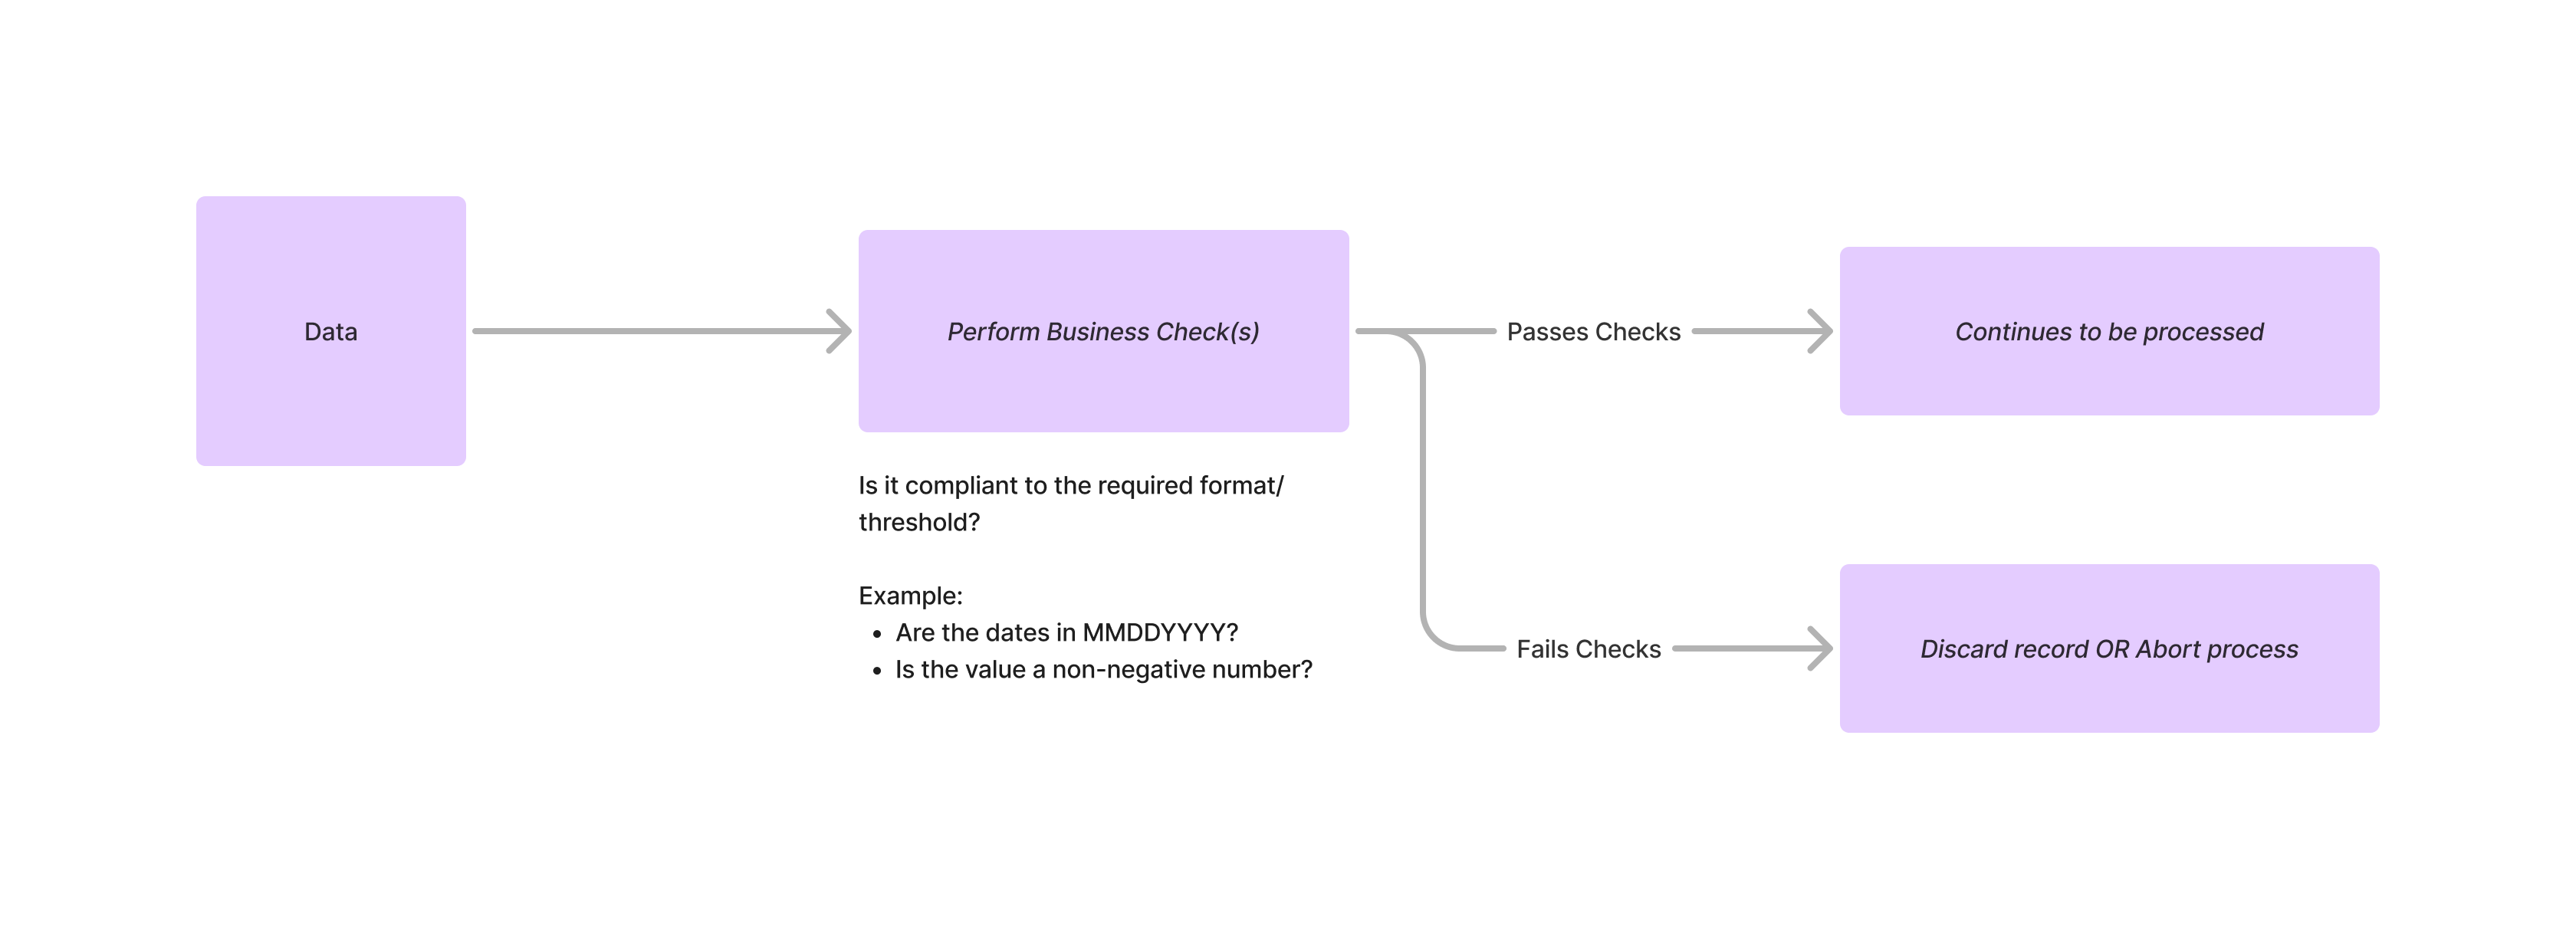 Data
Perform Business Check(s)
Is it compliant to the required format/
threshold?
Example:
• Are the dates in MMDDYYYY?
• Is the value a non-negative number?
Passes Checks
Continues to be processed
Fails Checks
Discard record OR Abort process